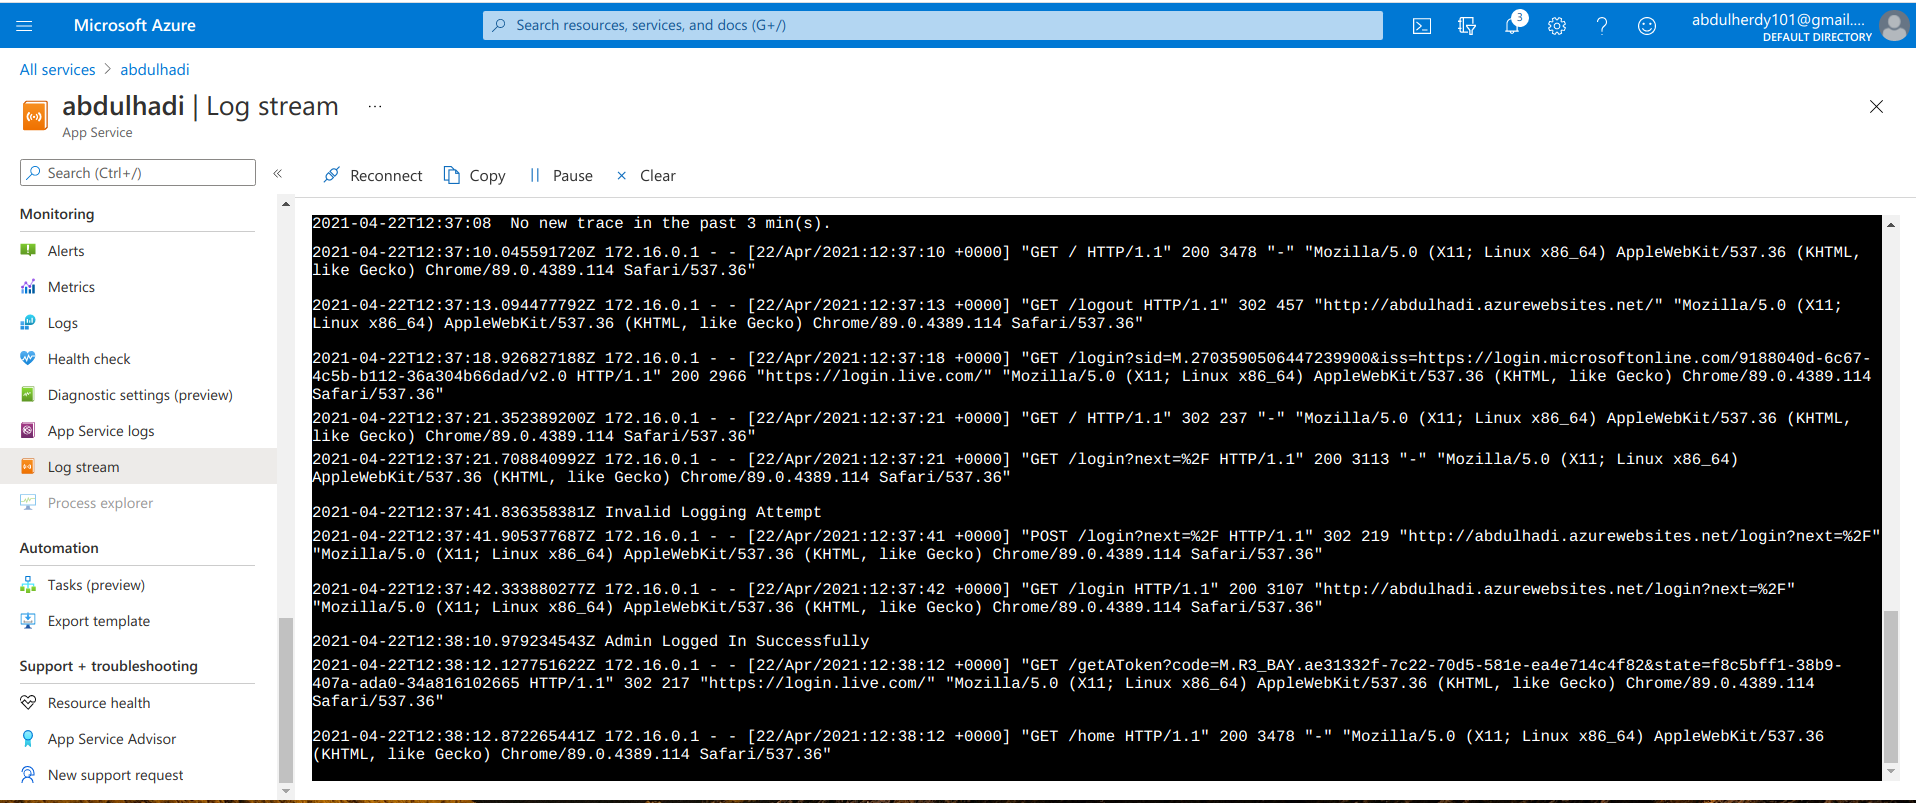 Microsoft Azure
Search resources, services, and docs (G+/)
3
abdulherdy101@gmail....
DEFAULT DIRECTORY
All services > abdulhadi
abdulhadi | Log stream ...
App Service
Search (Ctrl+/)
«
Reconnect Copy Pause Clear
Monitoring
Alerts
Metrics
Logs
Health check
Diagnostic settings (preview)
App Service logs
Log stream
Process explorer
Automation
Tasks (preview)
Export template
Support + troubleshooting
Resource health
App Service Advisor
New support request
2021-04-22T12:37:08  No new trace in the past 3 min(s).
2021-04-22T12:37:10.045591720Z 172.16.0.1 - - [22/Apr/2021:12:37:10 +0000] "GET / HTTP/1.1" 200 3478 "-" "Mozilla/5.0 (X11; Linux x86_64) AppleWebKit/537.36 (KHTML,
like Gecko) Chrome/89.0.4389.114 Safari/537.36"
2021-04-22T12:37:13.094477792Z 172.16.0.1 - - [22/Apr/2021:12:37:13 +0000] "GET /logout HTTP/1.1" 302 457 "http://abdulhadi.azurewebsites.net/" "Mozilla/5.0 (X11;
Linux x86_64) AppleWebKit/537.36 (KHTML, like Gecko) Chrome/89.0.4389.114 Safari/537.36"
2021-04-22T12:37:18.926827188Z 172.16.0.1 - - [22/Apr/2021:12:37:18 +0000] "GET /login?sid=M.2703590506447239900&iss=https://login.microsoftonline.com/9188040d-6c67-
4c5b-b112-36a304b66dad/v2.0 HTTP/1.1" 200 2966 "https://login.live.com/" "Mozilla/5.0 (X11; Linux x86_64) AppleWebKit/537.36 (KHTML, like Gecko) Chrome/89.0.4389.114
Safari/537.36"
2021-04-22T12:37:21.352389200Z 172.16.0.1 - - [22/Apr/2021:12:37:21 +0000] "GET / HTTP/1.1" 302 237 "-" "Mozilla/5.0 (X11; Linux x86_64) AppleWebKit/537.36 (KHTML,
like Gecko) Chrome/89.0.4389.114 Safari/537.36"
2021-04-22T12:37:21.708840992Z 172.16.0.1 - - [22/Apr/2021:12:37:21 +0000] "GET /login?next=%2F HTTP/1.1" 200 3113 "-" "Mozilla/5.0 (X11; Linux x86_64)
AppleWebKit/537.36 (KHTML, like Gecko) Chrome/89.0.4389.114 Safari/537.36"
2021-04-22T12:37:41.836358381Z Invalid Logging Attempt
2021-04-22T12:37:41.905377687Z 172.16.0.1 - - [22/Apr/2021:12:37:41 +0000] "POST /login?next=%2F HTTP/1.1" 302 219 "http://abdulhadi.azurewebsites.net/login?next=%2F"
"Mozilla/5.0 (X11; Linux x86_64) AppleWebKit/537.36 (KHTML, like Gecko) Chrome/89.0.4389.114 Safari/537.36"
2021-04-22T12:37:42.333880277Z 172.16.0.1 - - [22/Apr/2021:12:37:42 +0000] "GET /login HTTP/1.1" 200 3107 "http://abdulhadi.azurewebsites.net/login?next=%2F"
"Mozilla/5.0 (X11; Linux x86_64) AppleWebKit/537.36 (KHTML, like Gecko) Chrome/89.0.4389.114 Safari/537.36"
2021-04-22T12:38:10.979234543Z Admin Logged In Successfully
2021-04-22T12:38:12.127751622Z 172.16.0.1 - - [22/Apr/2021:12:38:12 +0000] "GET /getAToken?code=M.R3_BAY.ae31332f-7c22-70d5-581e-ea4e714c4f82&state=f8c5bff1-38b9-
407a-ada0-34a816102665 HTTP/1.1" 302 217 "https://login.live.com/" "Mozilla/5.0 (X11; Linux x86_64) AppleWebKit/537.36 (KHTML, like Gecko) Chrome/89.0.4389.114
Safari/537.36"
2021-04-22T12:38:12.872265441Z 172.16.0.1 - - [22/Apr/2021:12:38:12 +0000] "GET /home HTTP/1.1" 200 3478 "-" "Mozilla/5.0 (X11; Linux x86_64) AppleWebKit/537.36
(KHTML, like Gecko) Chrome/89.0.4389.114 Safari/537.36"